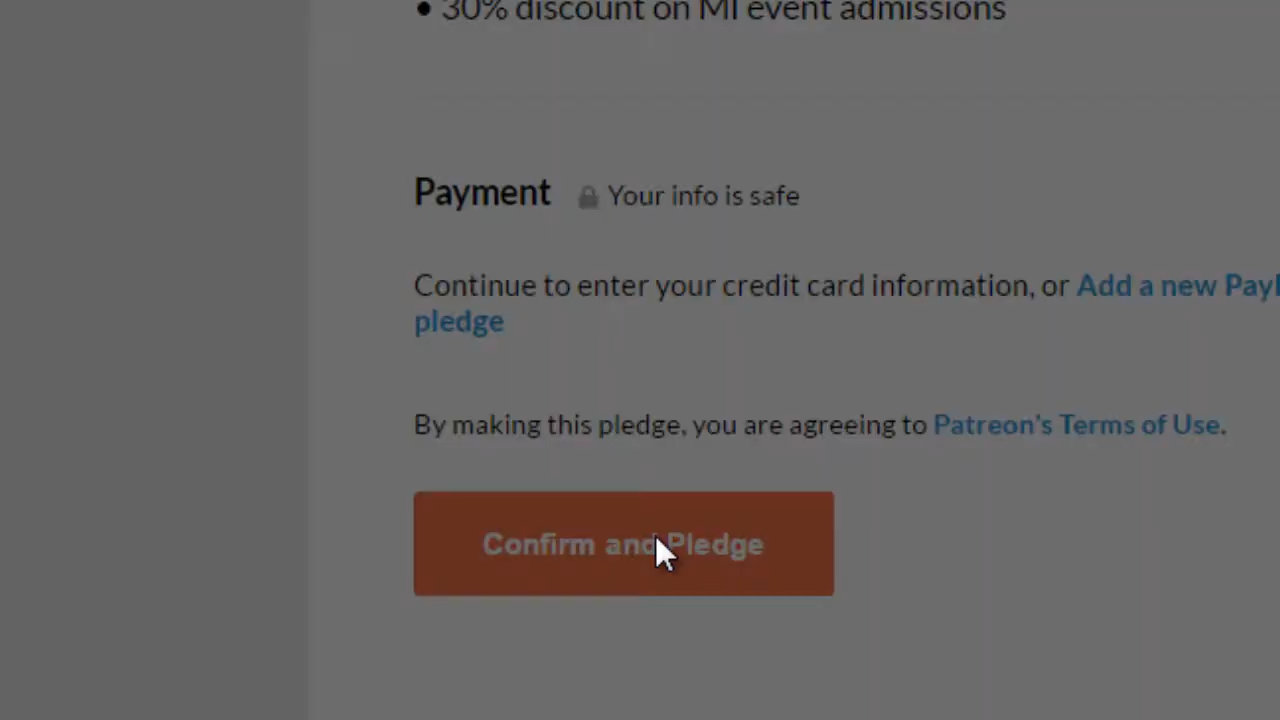 • 30% discount on MI event admissions
Payment Your info is safe
Continue to enter your credit card information, or Add a new
pledge
By making this pledge, you are agreeing to Patreon's Terms of Use.
Confirm and Pledge